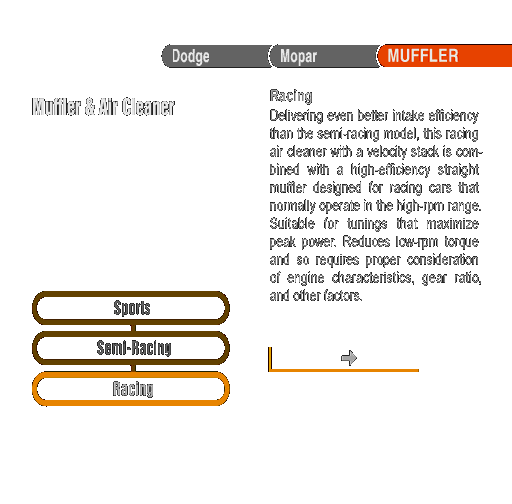 Dodge
Mopar
MUFFLER
Muffler & Air Cleaner
Racing
Delivering even better intake efficiency
than the semi-racing model, this racing
air cleaner with a velocity stack is com-
bined with a high-efficiency straight
muffler designed for racing cars that
normally operate in the high-rpm range.
Suitable for tunings that maximize
peak power. Reduces low-rpm torque
and so requires proper consideration
of engine characteristics, gear ratio,
and other factors.
Sports
Semi-Racing
Racing